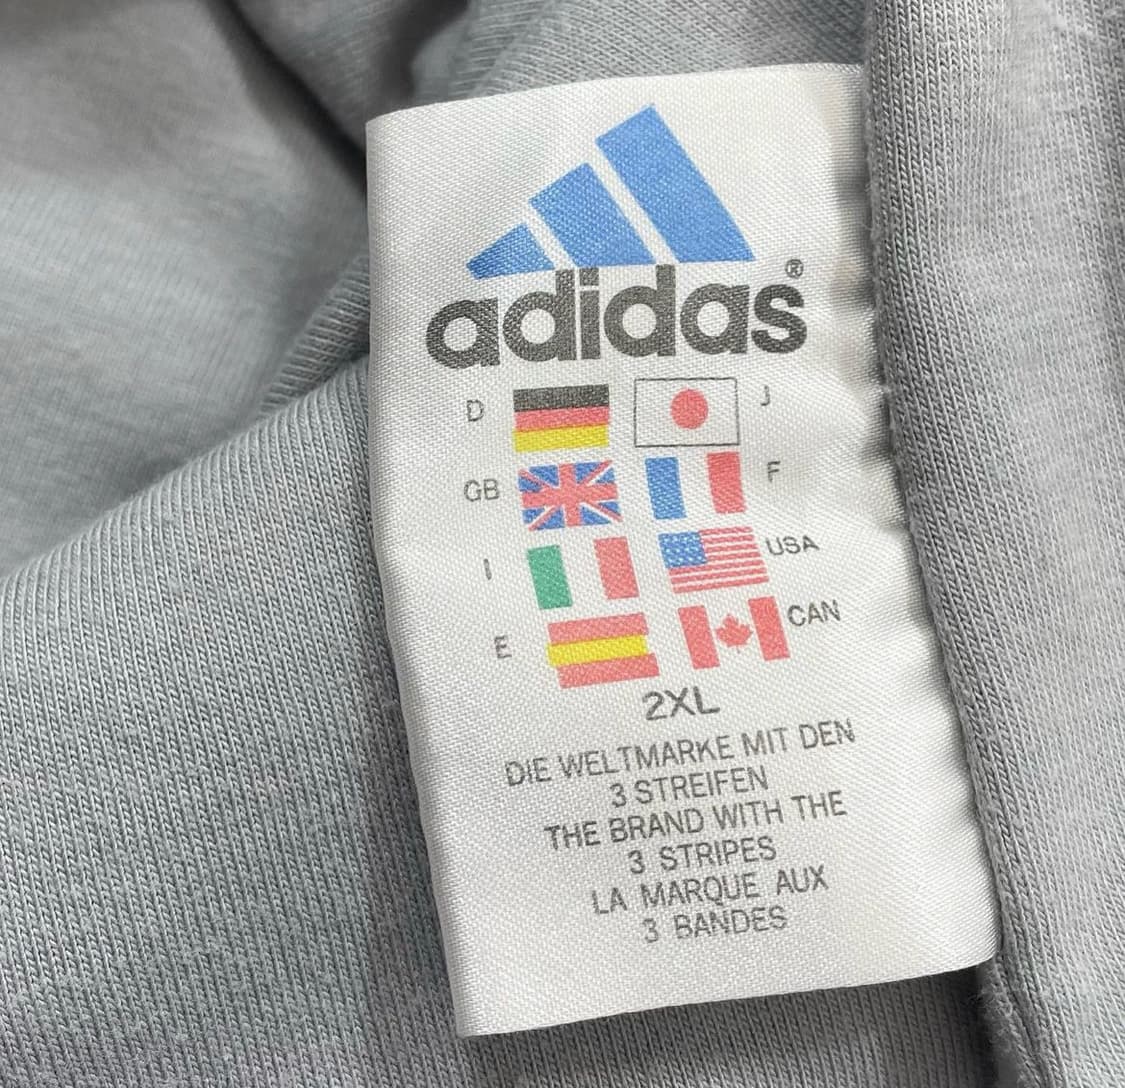 adidas®
D J
GB F
I USA
E CAN
2XL
DIE WELTMARKE MIT DEN
3 STREIFEN
THE BRAND WITH THE
3 STRIPES
LA MARQUE AUX
3 BANDES